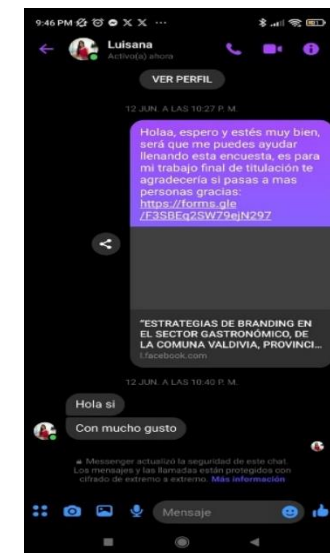 9:46 PM
Luisana
Activo(a) ahora
VER PERFIL
12 JUN. A LAS 10:27 P. M.
Holaa, espero y estés muy bien,
será que me puedes ayudar
llenando esta encuesta, es para
mi trabajo final de titulación te
agradecería si pasas a mas
personas gracias:
https://forms.gle
/F3SBEq2SW79ejN297
"ESTRATEGIAS DE BRANDING EN
EL SECTOR GASTRONÓMICO, DE
LA COMUNA VALDIVIA, PROVINCI...
l.facebook.com
12 JUN. A LAS 10:40 P. M.
Hola si
Con mucho gusto
Messenger actualizó la seguridad de este chat.
Los mensajes y las llamadas están protegidos con
cifrado de extremo a extremo. Más información
Mensaje